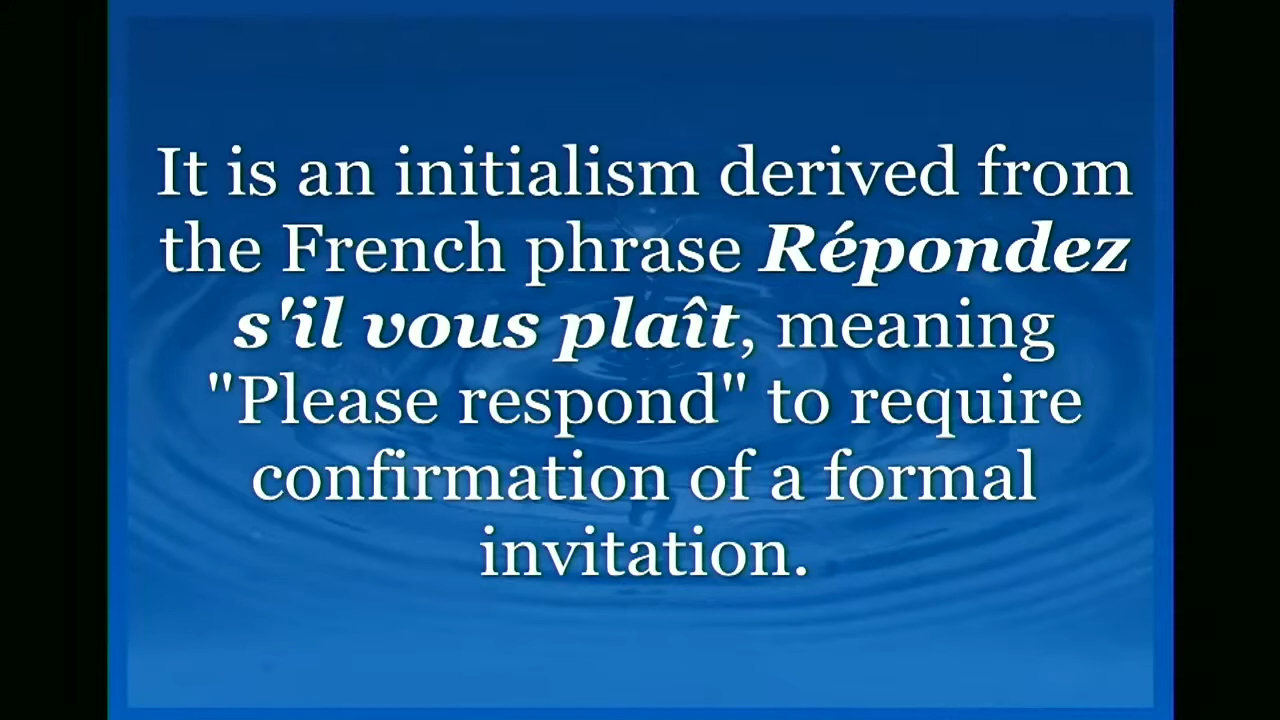 It is an initialism derived from
the French phrase Répondez
s'il vous plaît, meaning
"Please respond" to require
confirmation of a formal
invitation.